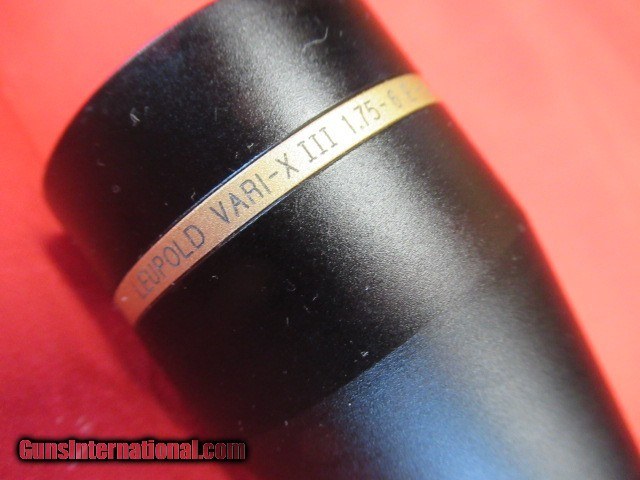 LEUPOLD VARI-X III 1.75-6
GunsInternational.com